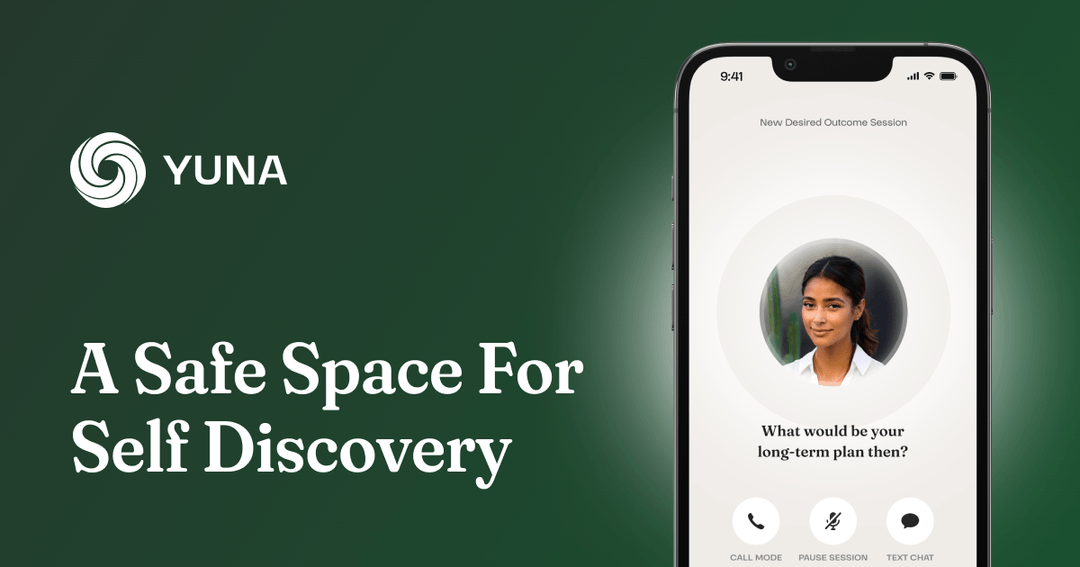 YUNA
A Safe Space For
Self Discovery
9:41
New Desired Outcome Session
What would be your
long-term plan then?
CALL MODE
PAUSE SESSION
TEXT CHAT